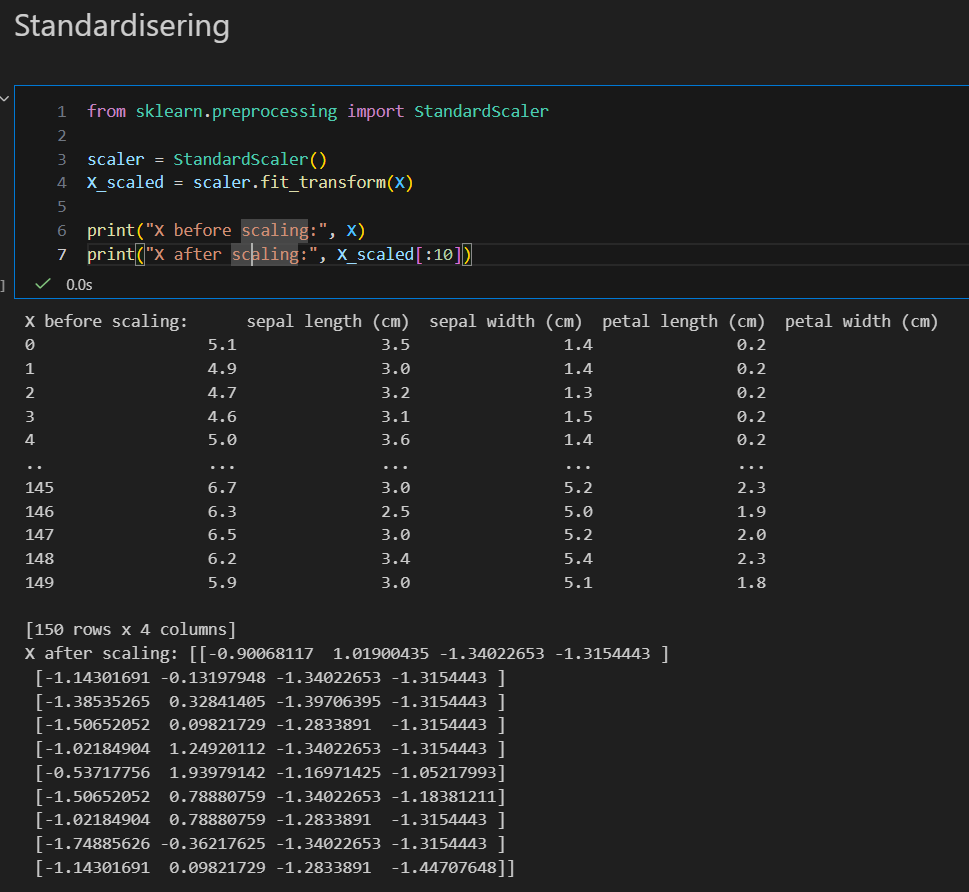 Standardisering
1 from sklearn.preprocessing import StandardScaler
2
3 scaler = StandardScaler()
4 X_scaled = scaler.fit_transform(X)
5
6 print("X before scaling:", X)
7 print("X after scaling:", X_scaled[:10])
] ✓ 0.0s
X before scaling:      sepal length (cm)  sepal width (cm)  petal length (cm)  petal width (cm)
0                  5.1               3.5                1.4               0.2
1                  4.9               3.0                1.4               0.2
2                  4.7               3.2                1.3               0.2
3                  4.6               3.1                1.5               0.2
4                  5.0               3.6                1.4               0.2
..                 ...               ...                ...               ...
145                6.7               3.0                5.2               2.3
146                6.3               2.5                5.0               1.9
147                6.5               3.0                5.2               2.0
148                6.2               3.4                5.4               2.3
149                5.9               3.0                5.1               1.8
[150 rows x 4 columns]
X after scaling: [[-0.90068117  1.01900435 -1.34022653 -1.3154443 ]
 [-1.14301691 -0.13197948 -1.34022653 -1.3154443 ]
 [-1.38535265  0.32841405 -1.39706395 -1.3154443 ]
 [-1.50652052  0.09821729 -1.2833891  -1.3154443 ]
 [-1.02184904  1.24920112 -1.34022653 -1.3154443 ]
 [-0.53717756  1.93979142 -1.16971425 -1.05217993]
 [-1.50652052  0.78880759 -1.34022653 -1.18381211]
 [-1.02184904  0.78880759 -1.2833891  -1.3154443 ]
 [-1.74885626 -0.36217625 -1.34022653 -1.3154443 ]
 [-1.14301691  0.09821729 -1.2833891  -1.44707648]]